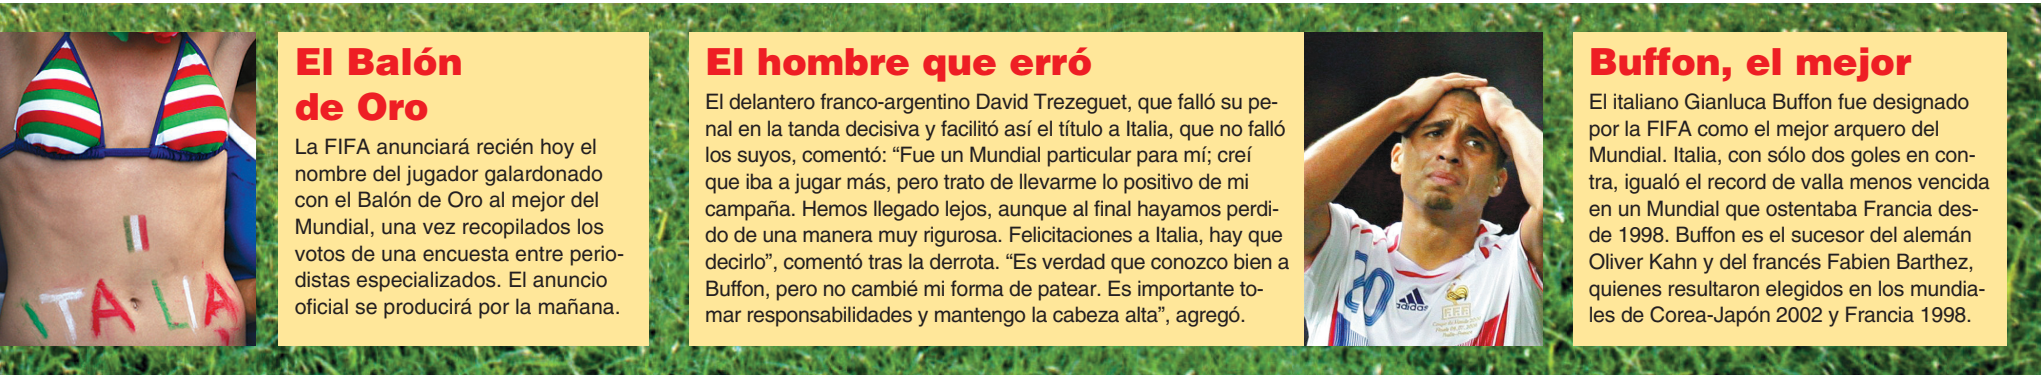 ITALIA
El Balón
de Oro
La FIFA anunciará recién hoy el
nombre del jugador galardonado
con el Balón de Oro al mejor del
Mundial, una vez recopilados los
votos de una encuesta entre perio-
distas especializados. El anuncio
oficial se producirá por la mañana.
El hombre que erró
El delantero franco-argentino David Trezeguet, que falló su pe-
nal en la tanda decisiva y facilitó así el título a Italia, que no falló
los suyos, comentó: “Fue un Mundial particular para mí; creí
que iba a jugar más, pero trato de llevarme lo positivo de mi
campaña. Hemos llegado lejos, aunque al final hayamos perdi-
do de una manera muy rigurosa. Felicitaciones a Italia, hay que
decirlo”, comentó tras la derrota. “Es verdad que conozco bien a
Buffon, pero no cambié mi forma de patear. Es importante to-
mar responsabilidades y mantengo la cabeza alta”, agregó.
20
adidas
Buffon, el mejor
El italiano Gianluca Buffon fue designado
por la FIFA como el mejor arquero del
Mundial. Italia, con sólo dos goles en con-
tra, igualó el record de valla menos vencida
en un Mundial que ostentaba Francia des-
de 1998. Buffon es el sucesor del alemán
Oliver Kahn y del francés Fabien Barthez,
quienes resultaron elegidos en los mundia-
les de Corea-Japón 2002 y Francia 1998.